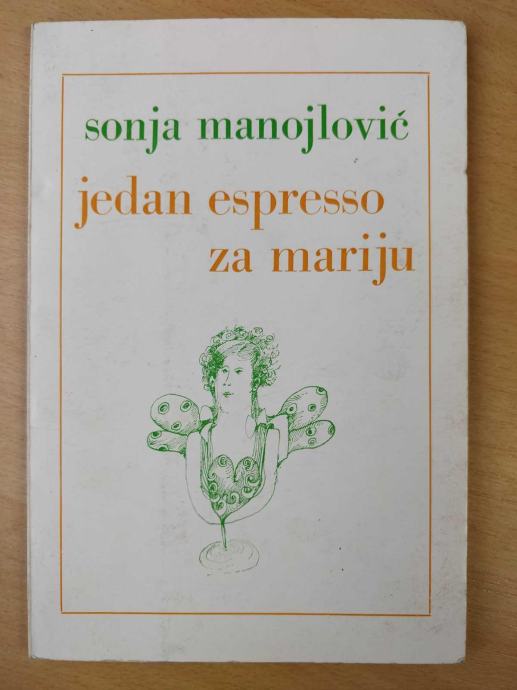 sonja manojlović
jedan espresso
za mariju